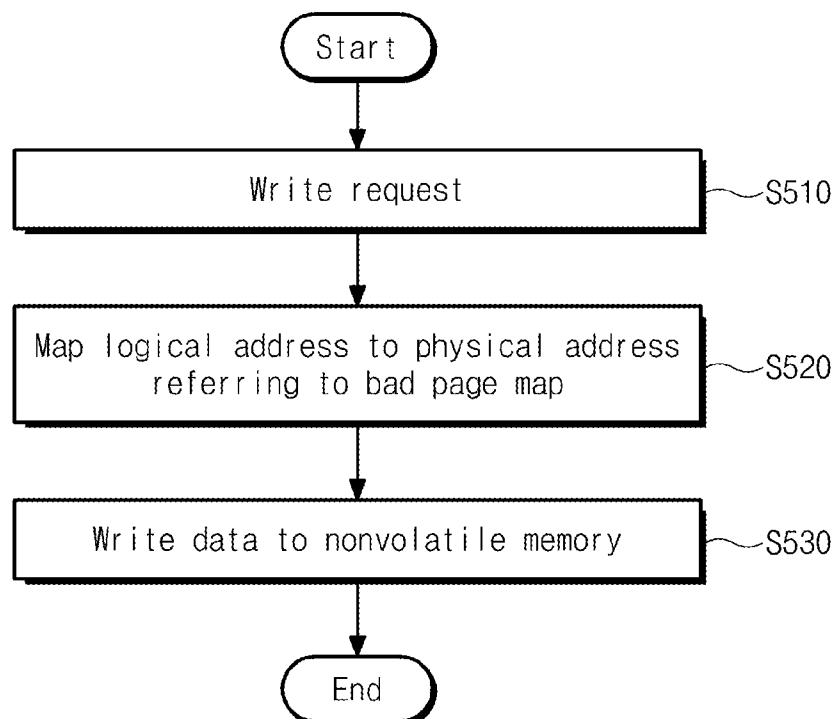 Start
Write request
S510
Map logical address to physical address
referring to bad page map
S520
Write data to nonvolatile memory
S530
End